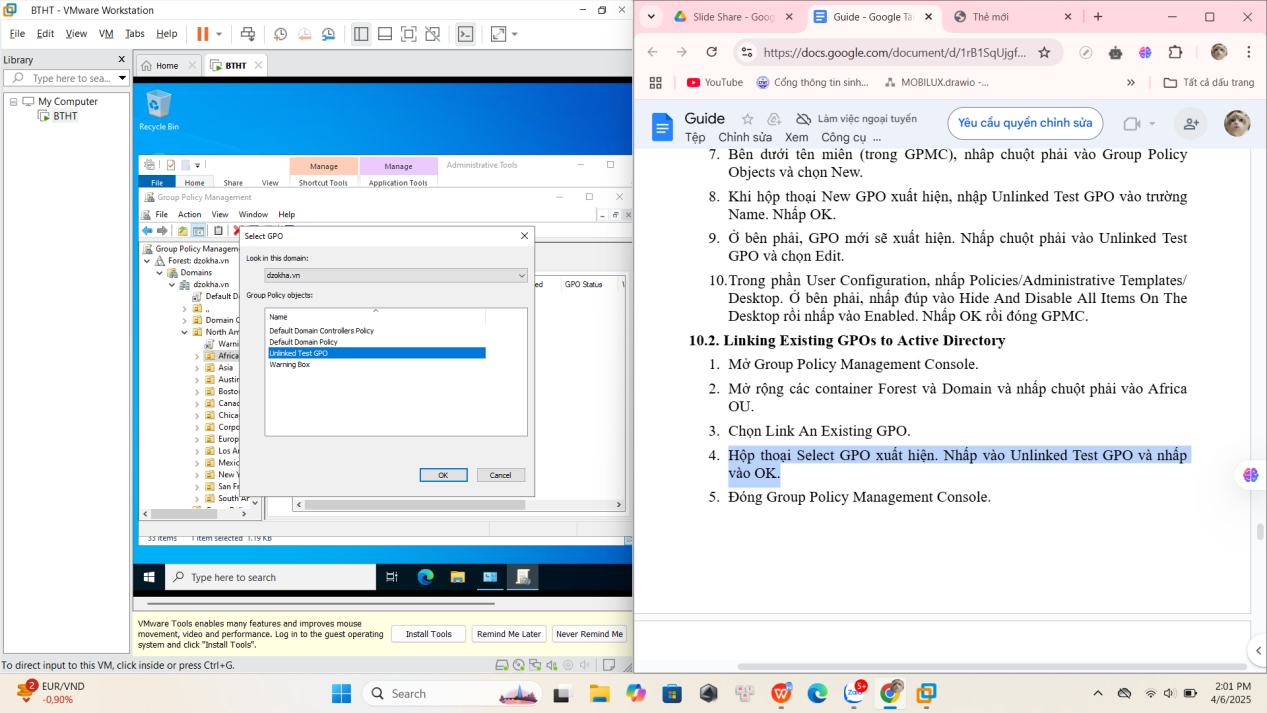 BTHT - VMware Workstation
File Edit View VM Tabs Help
Library
Type here to sea...
My Computer
BTHT
Home
BTHT
Recycle Bin
Manage
Manage
Administrative Tools
File Home Share View Shortcut Tools Application Tools
Group Policy Management
File Action View Window Help
Group Policy Managem
Forest: dzokha.vn
Domains
dzokha.vn
Default D
..
Domain C
North Am
Warni
Africa
Asia
Austin
Bosto
Canad
Chicag
Corpo
Europ
Los An
Mexic
New Y
San Fr
South Am
Select GPO
Look in this domain:
dzokha.vn
Group Policy objects:
Name
Default Domain Controllers Policy
Default Domain Policy
Unlinked Test GPO
Warning Box
OK
Cancel
ed GPO Status
33 items 1 item selected 1.19 KB
Type here to search
VMware Tools enables many features and improves mouse
movement, video and performance. Log in to the guest operating
system and click "Install Tools".
Install Tools
Remind Me Later
Never Remind Me
To direct input to this VM, click inside or press Ctrl+G.
Slide Share - Goog
Guide - Google Tà
Thẻ mới
https://docs.google.com/document/d/1rB1SqUjgf...
YouTube
Cổng thông tin sinh...
MOBILUX.drawio -...
Tất cả dấu trang
Guide
Làm việc ngoại tuyến
Tệp Chỉnh sửa Xem Công cụ ...
Yêu cầu quyền chỉnh sửa
7. Bên dưới tên miền (trong GPMC), nhâp chuột phải vào Group Policy
Objects và chọn New.
8. Khi hộp thoại New GPO xuất hiện, nhập Unlinked Test GPO vào trường
Name. Nhấp OK.
9. Ở bên phải, GPO mới sẽ xuất hiện. Nhấp chuột phải vào Unlinked Test
GPO và chọn Edit.
10.Trong phần User Configuration, nhấp Policies/Administrative Templates/
Desktop. Ở bên phải, nhấp đúp vào Hide And Disable All Items On The
Desktop rồi nhấp vào Enabled. Nhấp OK rồi đóng GPMC.
10.2. Linking Existing GPOs to Active Directory
1. Mở Group Policy Management Console.
2. Mở rộng các container Forest và Domain và nhấp chuột phải vào Africa
OU.
3. Chọn Link An Existing GPO.
4. Hộp thoại Select GPO xuất hiện. Nhấp vào Unlinked Test GPO và nhấp
vào OK.
5. Đóng Group Policy Management Console.
2
EUR/VND
-0,90%
Search
Zalo
5+
2:01 PM
4/6/2025